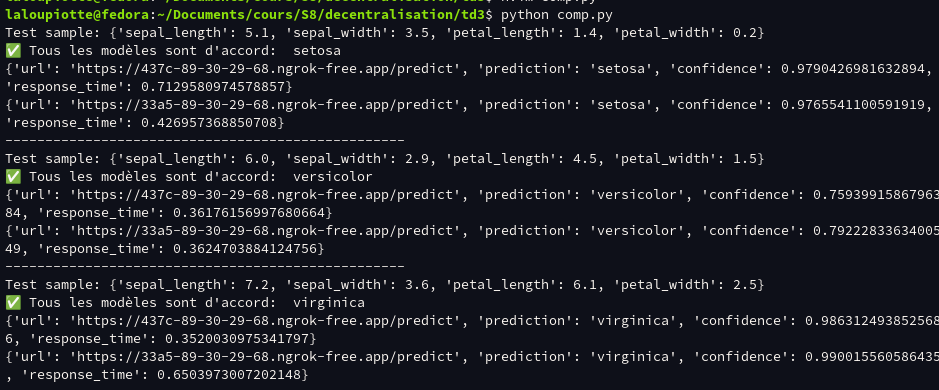 laloupiotte@fedora:~/Documents/cours/S8/decentralisation/td3$ python comp.py
Test sample: {'sepal_length': 5.1, 'sepal_width': 3.5, 'petal_length': 1.4, 'petal_width': 0.2}
✅ Tous les modèles sont d'accord:  setosa
{'url': 'https://437c-89-30-29-68.ngrok-free.app/predict', 'prediction': 'setosa', 'confidence': 0.9790426981632894,
'response_time': 0.7129580974578857}
{'url': 'https://33a5-89-30-29-68.ngrok-free.app/predict', 'prediction': 'setosa', 'confidence': 0.9765541100591919,
'response_time': 0.426957368850708}
--------------------------------------------------
Test sample: {'sepal_length': 6.0, 'sepal_width': 2.9, 'petal_length': 4.5, 'petal_width': 1.5}
✅ Tous les modèles sont d'accord:  versicolor
{'url': 'https://437c-89-30-29-68.ngrok-free.app/predict', 'prediction': 'versicolor', 'confidence': 0.75939915867963
84, 'response_time': 0.36176156997680664}
{'url': 'https://33a5-89-30-29-68.ngrok-free.app/predict', 'prediction': 'versicolor', 'confidence': 0.79222833634005
49, 'response_time': 0.3624703884124756}
--------------------------------------------------
Test sample: {'sepal_length': 7.2, 'sepal_width': 3.6, 'petal_length': 6.1, 'petal_width': 2.5}
✅ Tous les modèles sont d'accord:  virginica
{'url': 'https://437c-89-30-29-68.ngrok-free.app/predict', 'prediction': 'virginica', 'confidence': 0.986312493852568
6, 'response_time': 0.3520030975341797}
{'url': 'https://33a5-89-30-29-68.ngrok-free.app/predict', 'prediction': 'virginica', 'confidence': 0.990015560586435
, 'response_time': 0.6503973007202148}